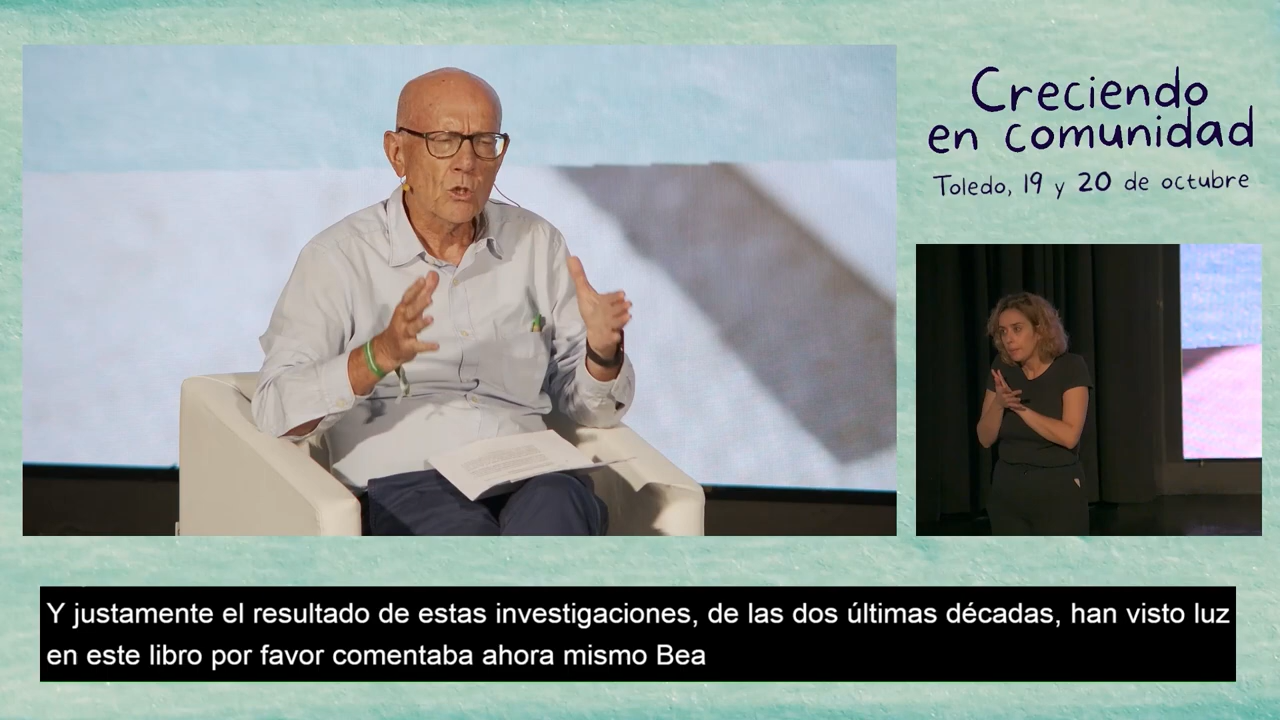 Creciendo
en comunidad
Toledo, 19 y 20 de octubre
Y justamente el resultado de estas investigaciones, de las dos últimas décadas, han visto luz
en este libro por favor comentaba ahora mismo Bea